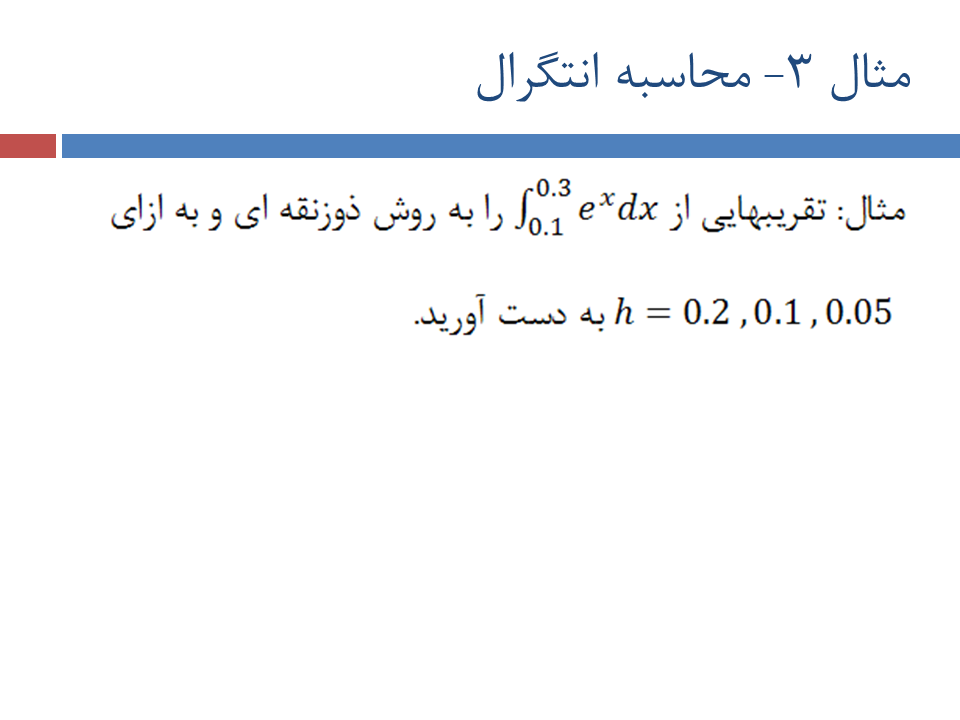 مثال ۳- محاسبه انتگرال
مثال: تقریبهایی از ∫_{0.1}^{0.3} e^x dx را به روش ذوزنقه ای و به ازای
h = 0.2 , 0.1 , 0.05 به دست آورید.